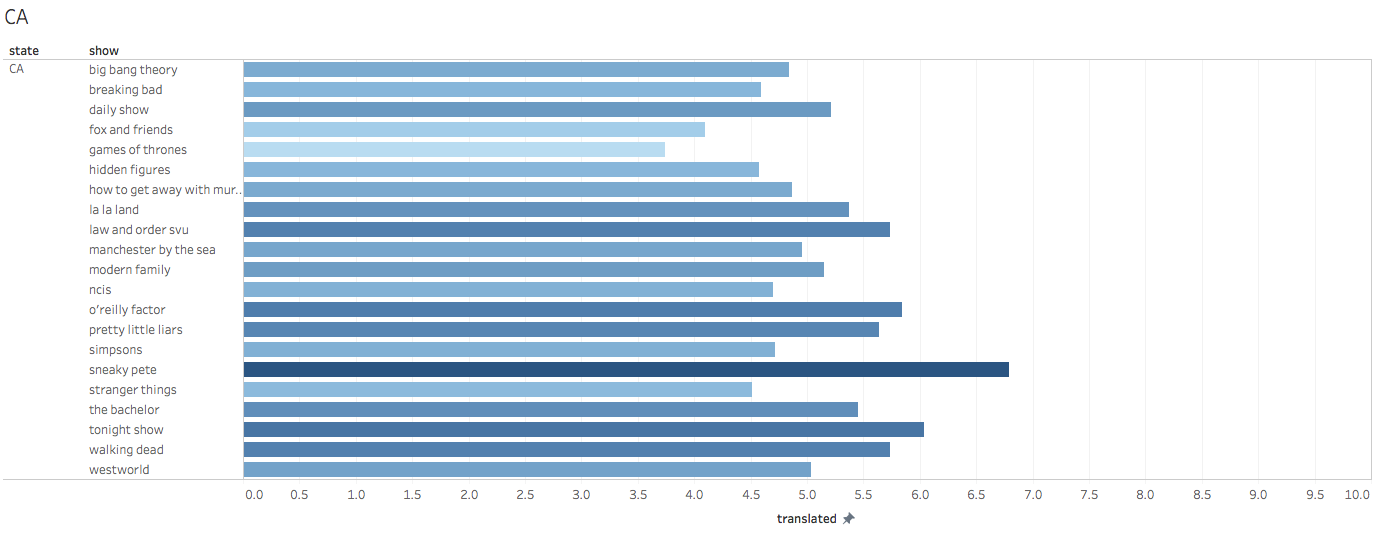 CA
state show
CA big bang theory
breaking bad
daily show
fox and friends
games of thrones
hidden figures
how to get away with mur..
la la land
law and order svu
manchester by the sea
modern family
ncis
o'reilly factor
pretty little liars
simpsons
sneaky pete
stranger things
the bachelor
tonight show
walking dead
westworld
0.0 0.5 1.0 1.5 2.0 2.5 3.0 3.5 4.0 4.5 5.0 5.5 6.0 6.5 7.0 7.5 8.0 8.5 9.0 9.5 10.0
translated